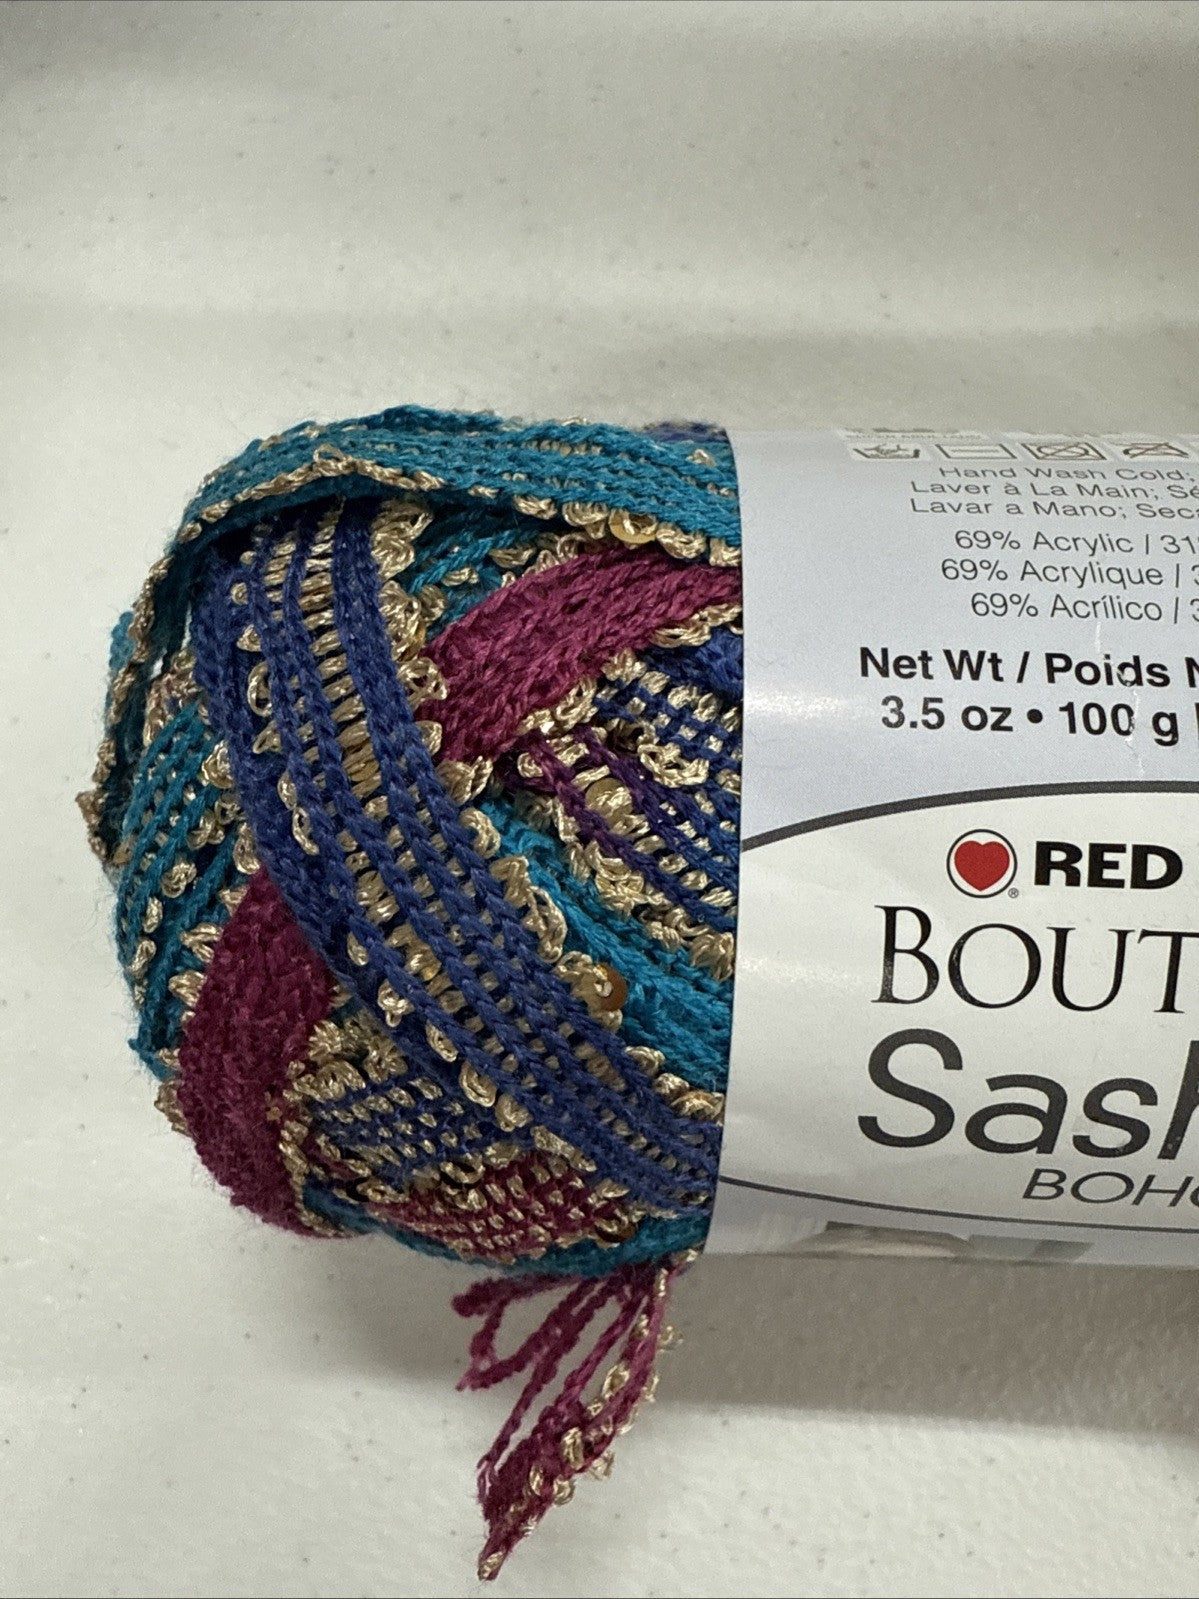 Hand Wash Cold;
Laver à La Main; Sé
Lavar a Mano; Sec
69% Acrylic | 31
69% Acrylique | 3
69% Acrílico | 3
Net Wt / Poids N
3.5 oz • 100 g
RED
BOUT
Sash
BOHO